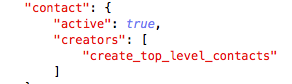 "contact": {
"active": true,
"creators": [
"create_top_level_contacts"
]